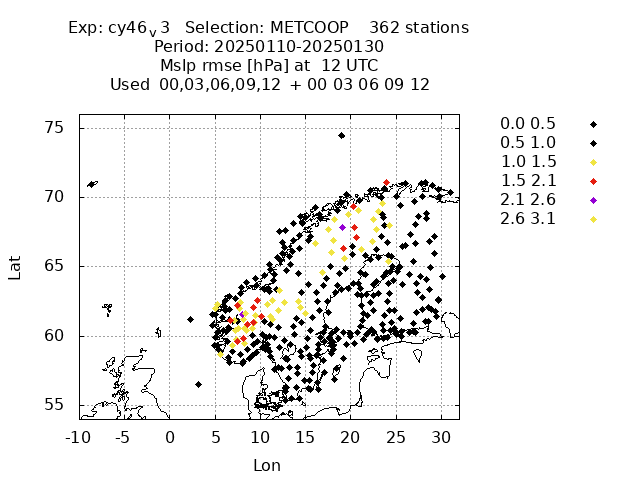 Exp: cy46v3 Selection: METCOOP 362 stations
Period: 20250110-20250130
Mslp rmse [hPa] at 12 UTC
Used 00,03,06,09,12 + 00 03 06 09 12
0.0 0.5
0.5 1.0
1.0 1.5
1.5 2.1
2.1 2.6
2.6 3.1
75
70
65
60
55
Lat
-10 -5 0 5 10 15 20 25 30
Lon